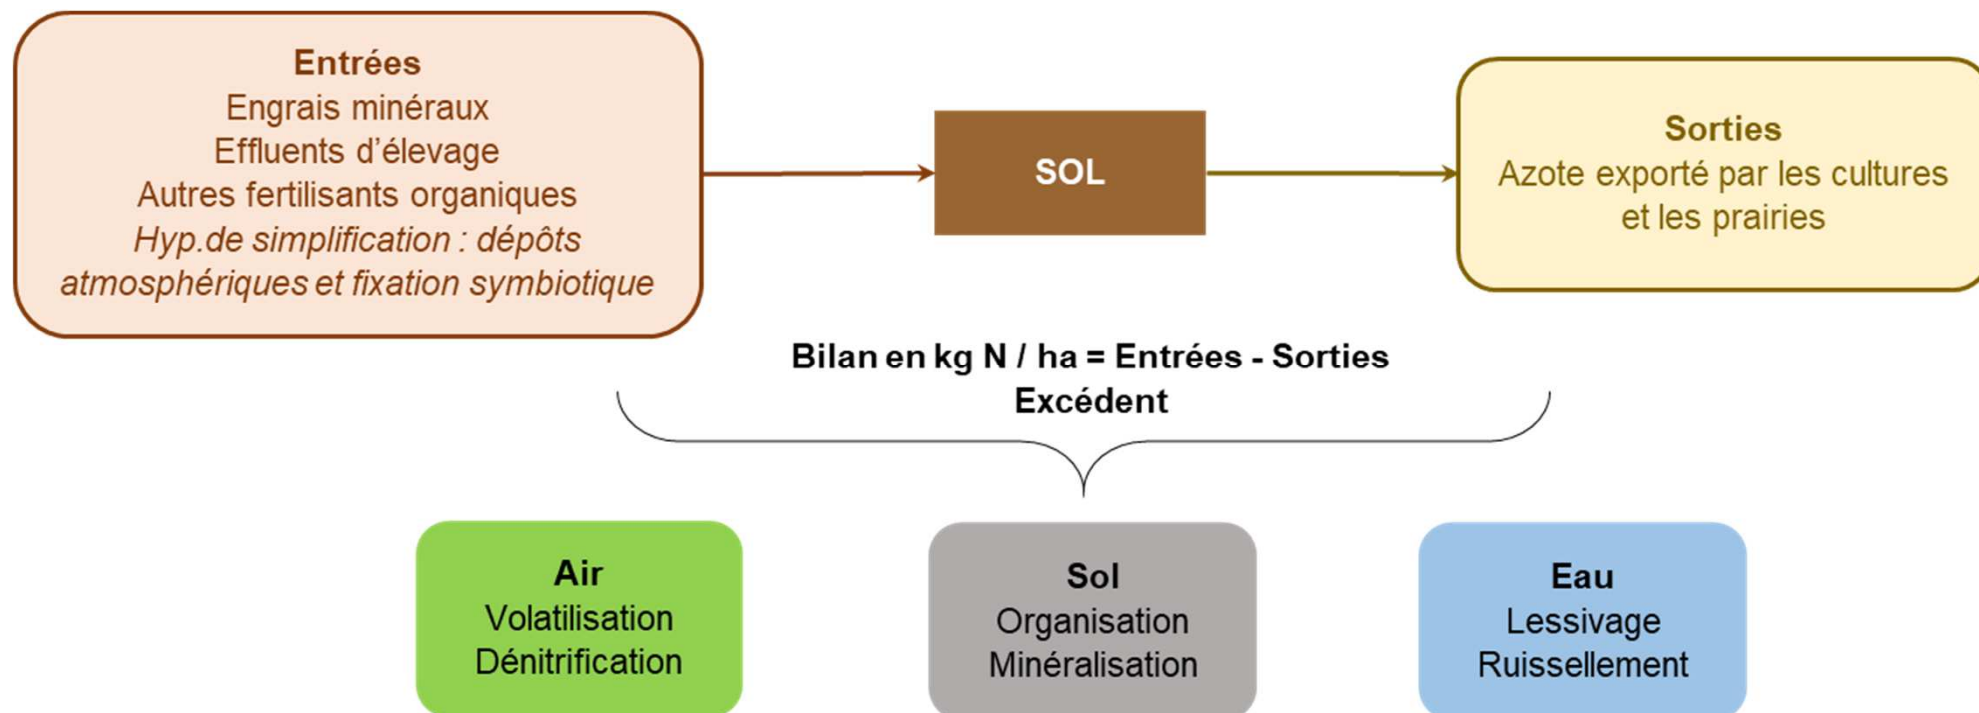 Entrées
Engrais minéraux
Effluents d’élevage
Autres fertilisants organiques
Hyp.de simplification : dépôts
atmosphériques et fixation symbiotique
SOL
Sorties
Azote exporté par les cultures
et les prairies
Bilan en kg N / ha = Entrées - Sorties
Excédent
Air
Volatilisation
Dénitrification
Sol
Organisation
Minéralisation
Eau
Lessivage
Ruissellement